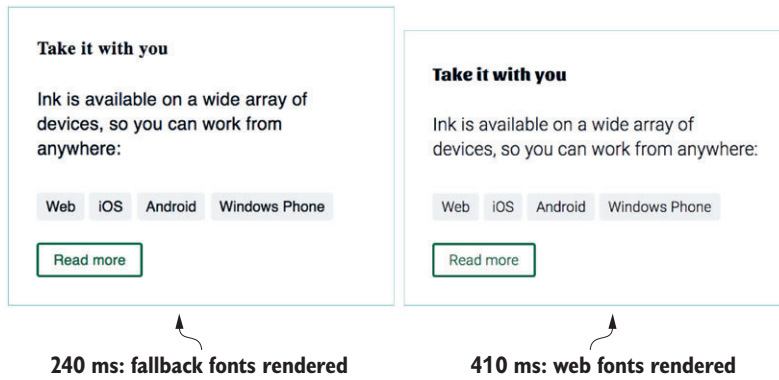 Take it with you
Ink is available on a wide array of
devices, so you can work from
anywhere:
Web iOS Android Windows Phone
Read more
240 ms: fallback fonts rendered
Take it with you
Ink is available on a wide array of
devices, so you can work from anywhere:
Web iOS Android Windows Phone
Read more
410 ms: web fonts rendered